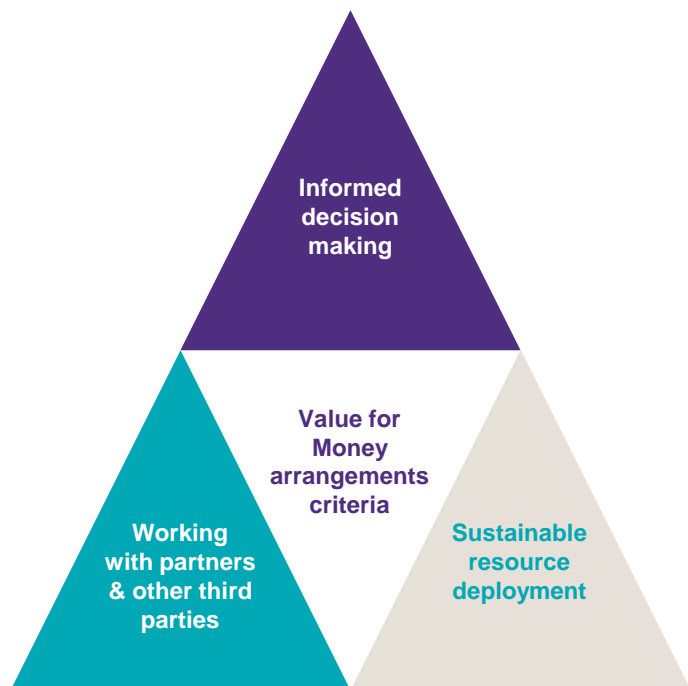 Informed
decision
making
Value for
Money
arrangements
criteria
Working
with partners
& other third
parties
Sustainable
resource
deployment